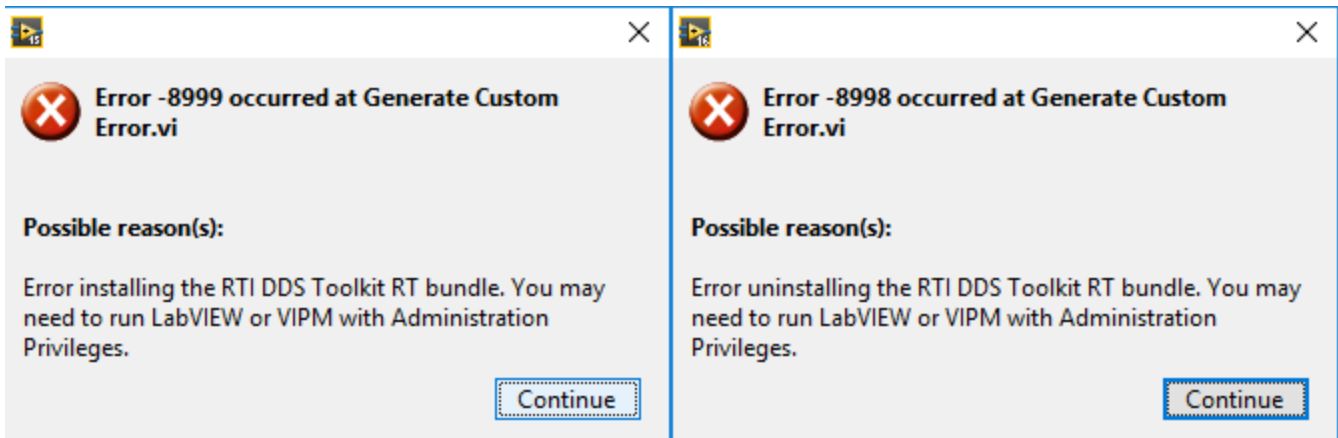 15
Error -8999 occurred at Generate Custom
Error.vi
Possible reason(s):
Error installing the RTI DDS Toolkit RT bundle. You may
need to run LabVIEW or VIPM with Administration
Privileges.
Continue
16
Error -8998 occurred at Generate Custom
Error.vi
Possible reason(s):
Error uninstalling the RTI DDS Toolkit RT bundle. You may
need to run LabVIEW or VIPM with Administration
Privileges.
Continue